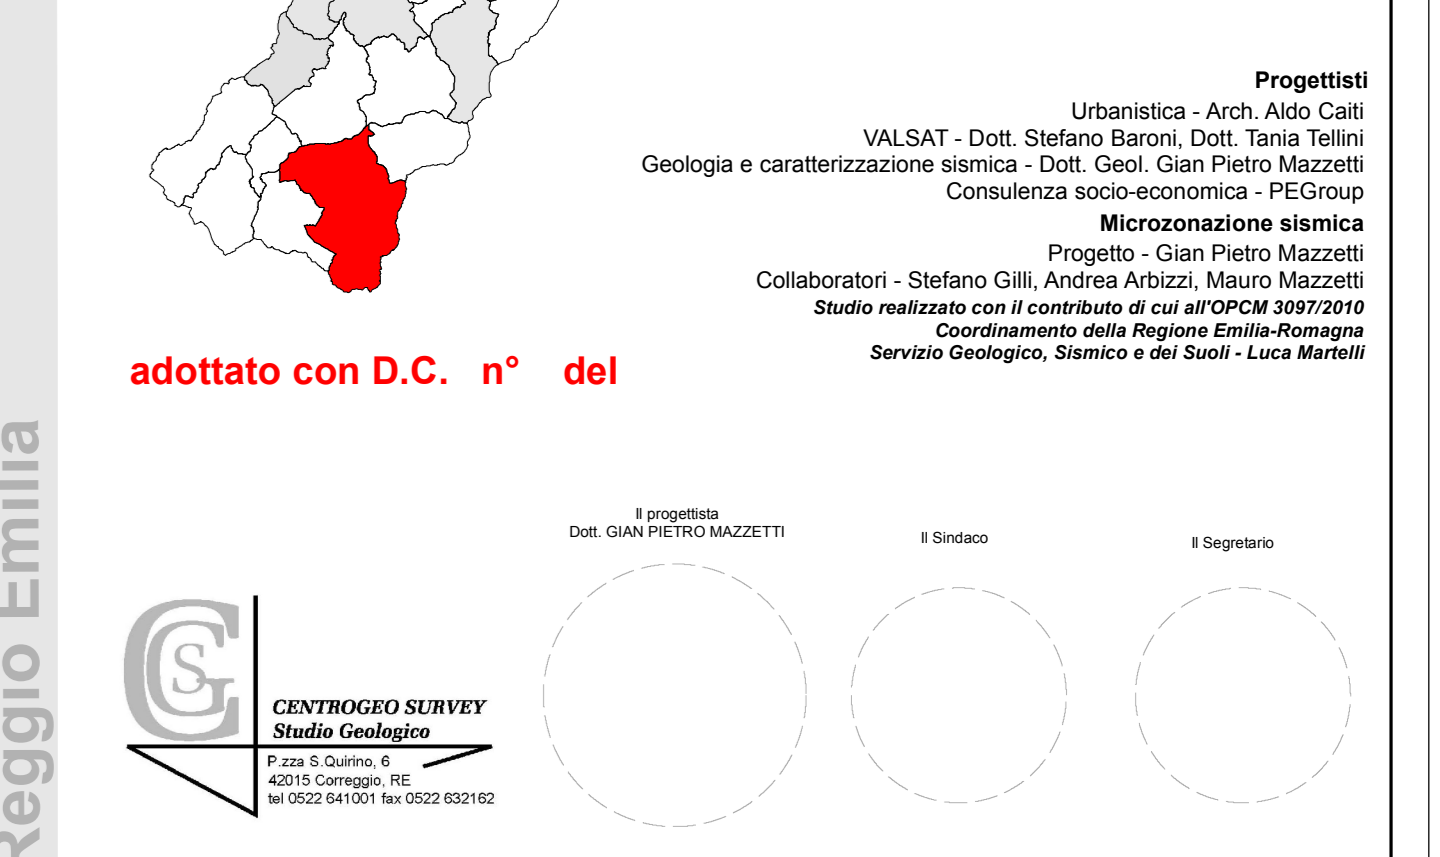 Progettisti
Urbanistica - Arch. Aldo Caiti
VALSAT - Dott. Stefano Baroni, Dott. Tania Tellini
Geologia e caratterizzazione sismica - Dott. Geol. Gian Pietro Mazzetti
Consulenza socio-economica - PEGroup
Microzonazione sismica
Progetto - Gian Pietro Mazzetti
Collaboratori - Stefano Gilli, Andrea Arbizzi, Mauro Mazzetti
Studio realizzato con il contributo di cui all'OPCM 3097/2010
Coordinamento della Regione Emilia-Romagna
Servizio Geologico, Sismico e dei Suoli - Luca Martelli
adottato con D.C. n° del
Reggio Emilia
Il progettista
Dott. GIAN PIETRO MAZZETTI
Il Sindaco
Il Segretario
CGS
CENTROGEO SURVEY
Studio Geologico
P.zza S.Quirino, 6
42015 Correggio, RE
tel 0522 641001 fax 0522 632162